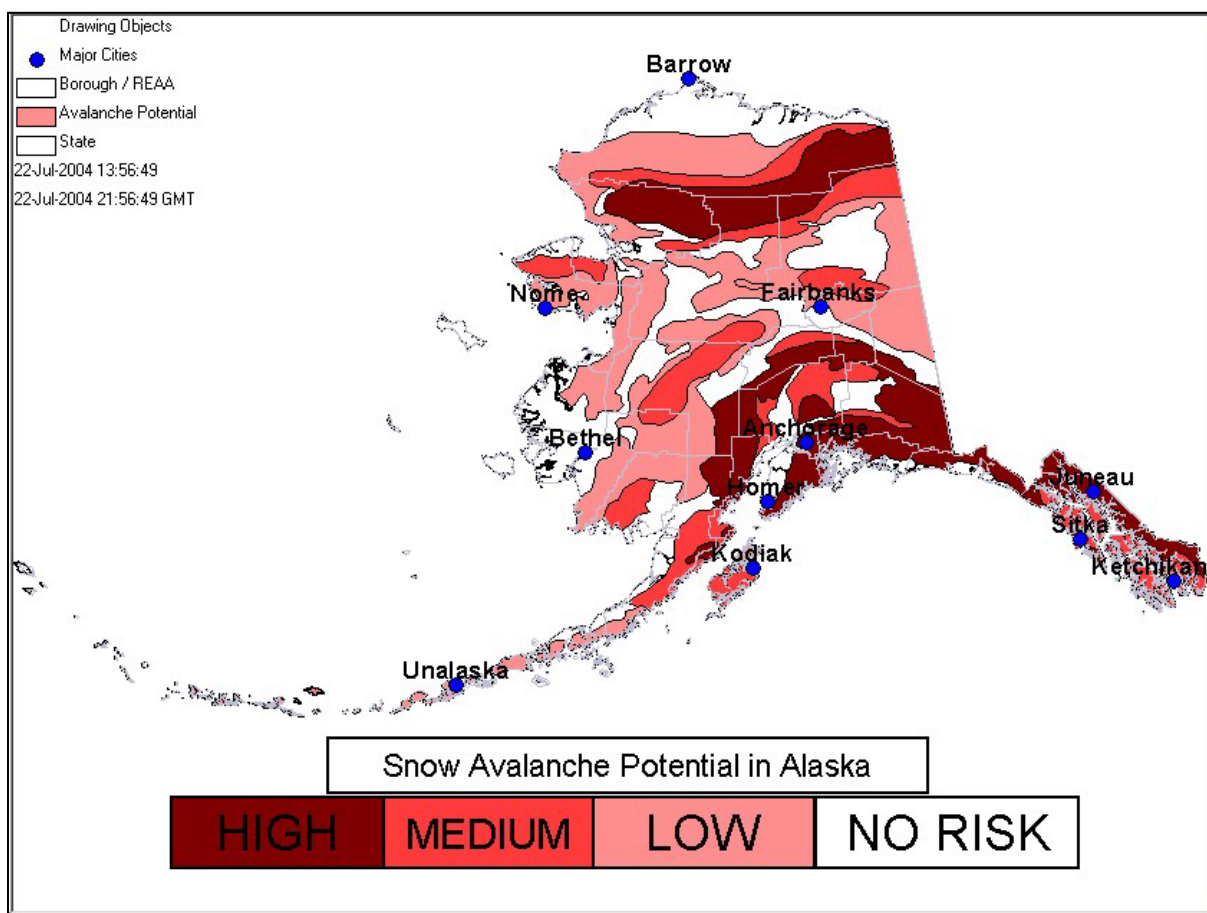 Drawing Objects
Major Cities
Borough / REAA
Avalanche Potential
State
22-Jul-2004 13:56:49
22-Jul-2004 21:56:49 GMT
Barrow
Nome
Fairbanks
Bethel
Anchorage
Homer
Juneau
Sitka
Kodiak
Ketchikan
Unalaska
Snow Avalanche Potential in Alaska
HIGH MEDIUM LOW NO RISK